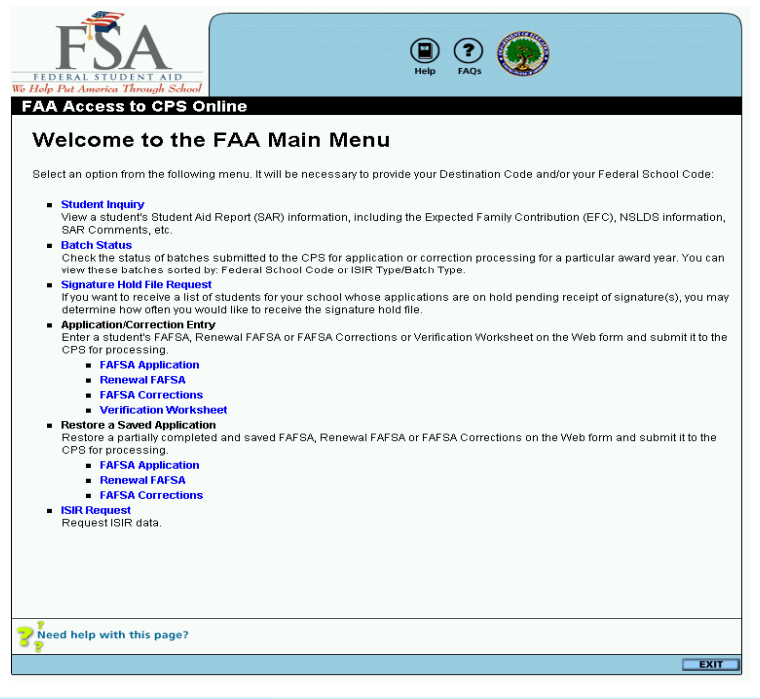 FSA
FEDERAL STUDENT AID
We Help Put America Through School
Help
FAQs
FAA Access to CPS Online
Welcome to the FAA Main Menu
Select an option from the following menu. It will be necessary to provide your Destination Code and/or your Federal School Code:
Student Inquiry
View a student's Student Aid Report (SAR) information, including the Expected Family Contribution (EFC), NSLDS information,
SAR Comments, etc.
Batch Status
Check the status of batches submitted to the CPS for application or correction processing for a particular award year. You can
view these batches sorted by: Federal School Code or ISIR Type/Batch Type.
Signature Hold File Request
If you want to receive a list of students for your school whose applications are on hold pending receipt of signature(s), you may
determine how often you would like to receive the signature hold file.
Application/Correction Entry
Enter a student's FAFSA, Renewal FAFSA or FAFSA Corrections or Verification Worksheet on the Web form and submit it to the
CPS for processing.
FAFSA Application
Renewal FAFSA
FAFSA Corrections
Verification Worksheet
Restore a Saved Application
Restore a partially completed and saved FAFSA, Renewal FAFSA or FAFSA Corrections on the Web form and submit it to the
CPS for processing.
FAFSA Application
Renewal FAFSA
FAFSA Corrections
ISIR Request
Request ISIR data.
Need help with this page?
EXIT